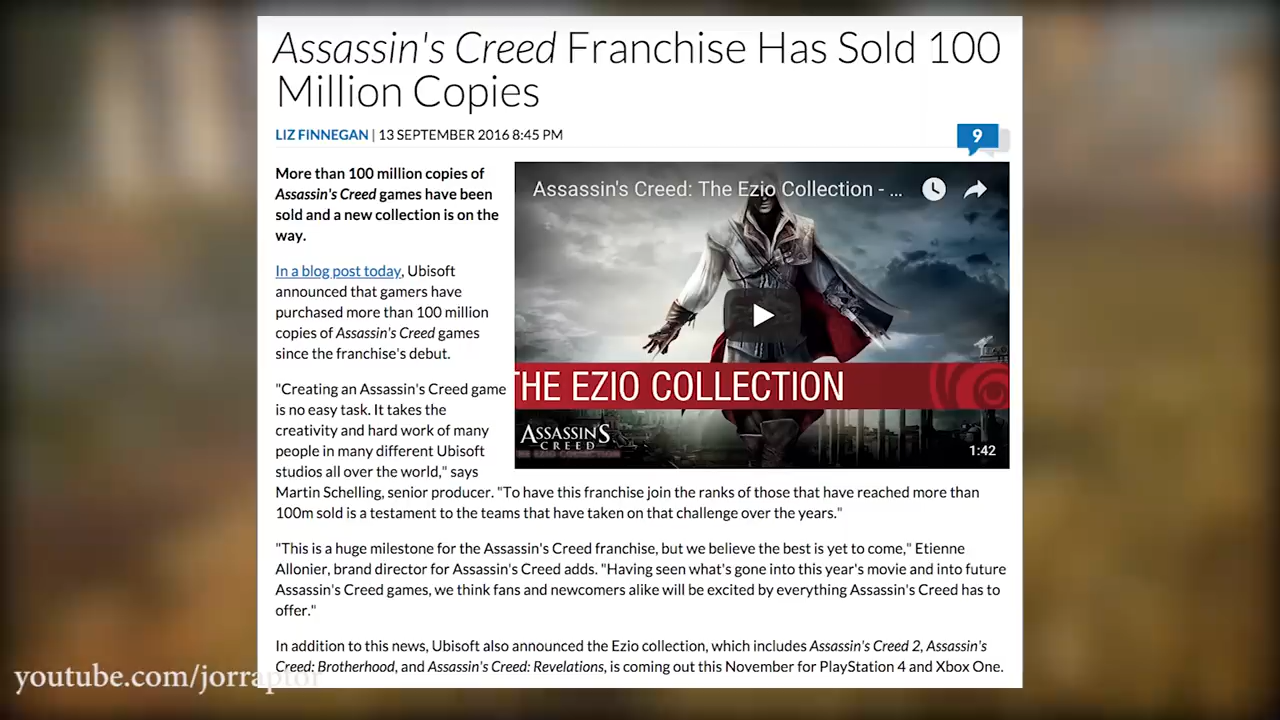 Assassin's Creed Franchise Has Sold 100
Million Copies
LIZ FINNEGAN | 13 SEPTEMBER 2016 8:45 PM
9
More than 100 million copies of
Assassin's Creed games have been
sold and a new collection is on the
way.
In a blog post today, Ubisoft
announced that gamers have
purchased more than 100 million
copies of Assassin's Creed games
since the franchise's debut.
"Creating an Assassin's Creed game
is no easy task. It takes the
creativity and hard work of many
people in many different Ubisoft
studios all over the world," says
Martin Schelling, senior producer. "To have this franchise join the ranks of those that have reached more than
100m sold is a testament to the teams that have taken on that challenge over the years."
"This is a huge milestone for the Assassin's Creed franchise, but we believe the best is yet to come," Etienne
Allonier, brand director for Assassin's Creed adds. "Having seen what's gone into this year's movie and into future
Assassin's Creed games, we think fans and newcomers alike will be excited by everything Assassin's Creed has to
offer."
In addition to this news, Ubisoft also announced the Ezio collection, which includes Assassin's Creed 2, Assassin's
Creed: Brotherhood, and Assassin's Creed: Revelations, is coming out this November for PlayStation 4 and Xbox One.
Assassin's Creed: The Ezio Collection - ...
THE EZIO COLLECTION
ASSASSIN'S
CREED
THE EZIO COLLECTION
1:42
youtube.com/jorraptor